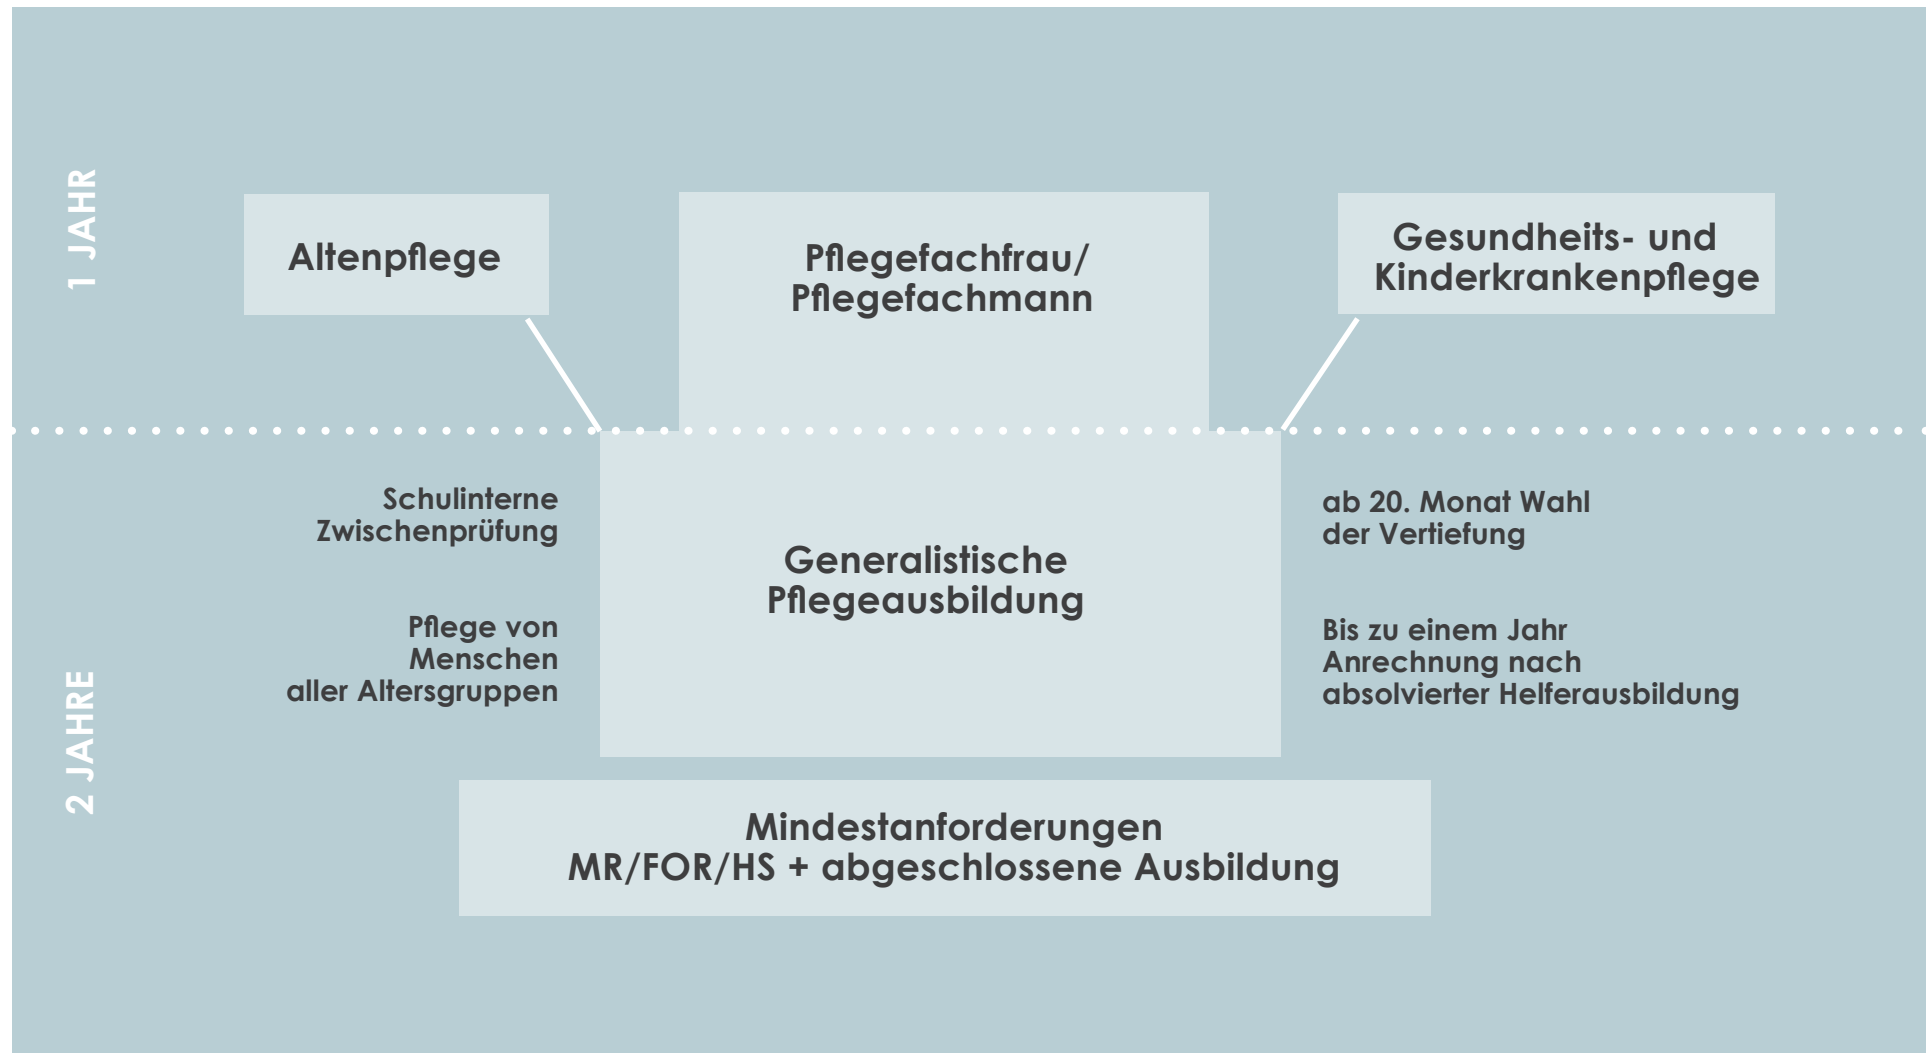 1 JAHR
Altenpflege
Pflegefachfrau/
Pflegefachmann
Gesundheits- und
Kinderkrankenpflege
2 JAHRE
Schulinterne
Zwischenprüfung
Pflege von
Menschen
aller Altersgruppen
Generalistische
Pflegeausbildung
ab 20. Monat Wahl
der Vertiefung
Bis zu einem Jahr
Anrechnung nach
absolvierter Helferausbildung
Mindestanforderungen
MR/FOR/HS + abgeschlossene Ausbildung